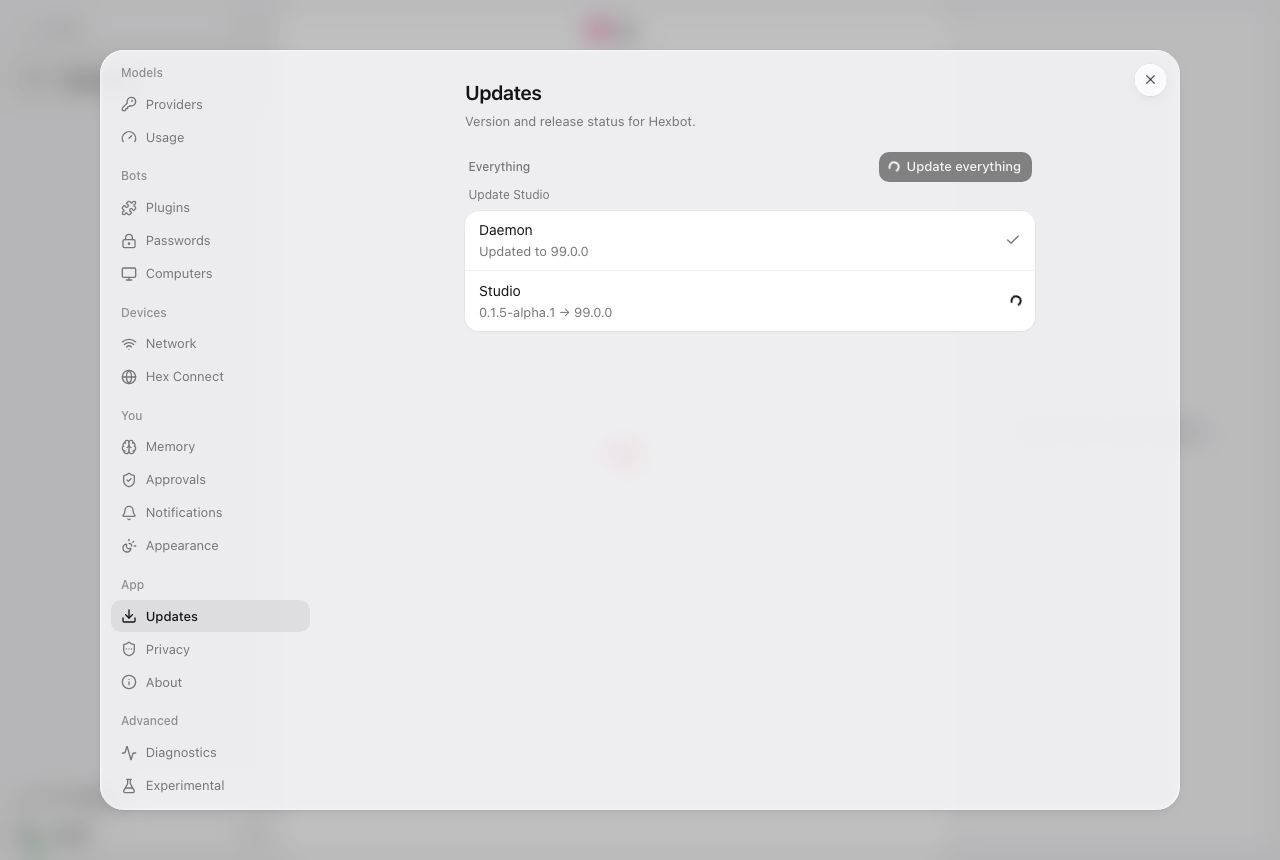 Models
Providers
Usage
Bots
Plugins
Passwords
Computers
Devices
Network
Hex Connect
You
Memory
Approvals
Notifications
Appearance
App
Updates
Privacy
About
Advanced
Diagnostics
Experimental
Updates
Version and release status for Hexbot.
Everything
Update everything
Update Studio
Daemon
Updated to 99.0.0
Studio
0.1.5-alpha.1 → 99.0.0